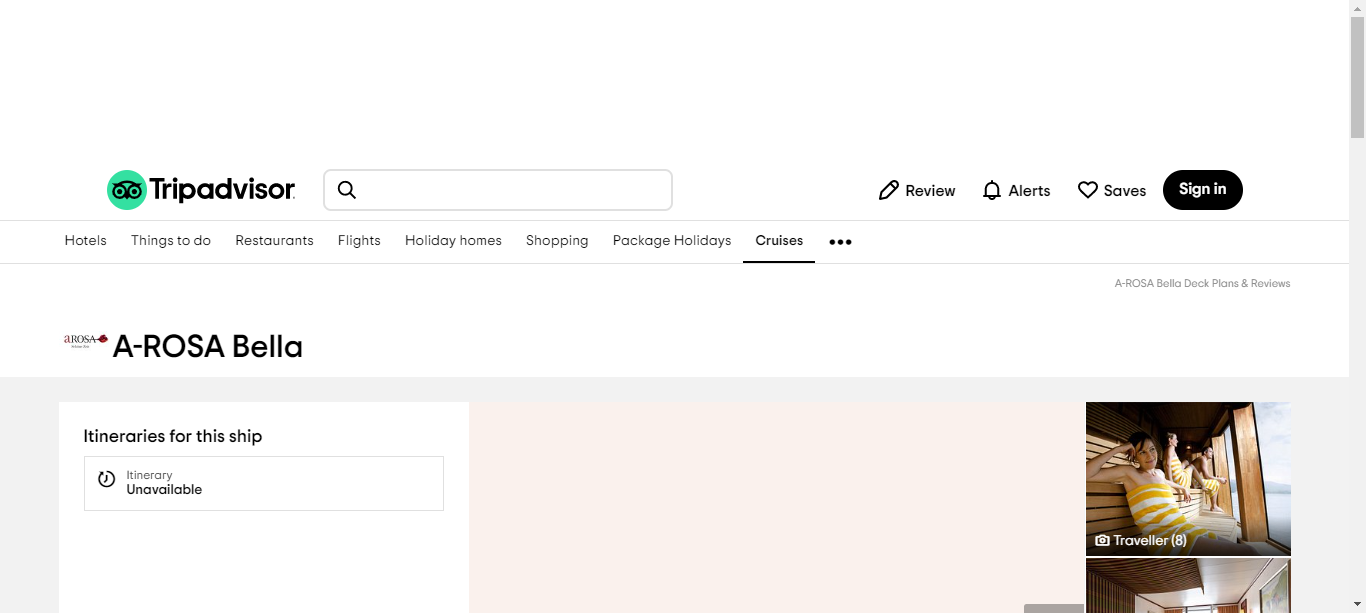 Tripadvisor
Review
Alerts
Saves
Sign in
Hotels
Things to do
Restaurants
Flights
Holiday homes
Shopping
Package Holidays
Cruises
A-ROSA Bella Deck Plans & Reviews
aROSA
A-ROSA Bella
Itineraries for this ship
Itinerary
Unavailable
Traveller (8)